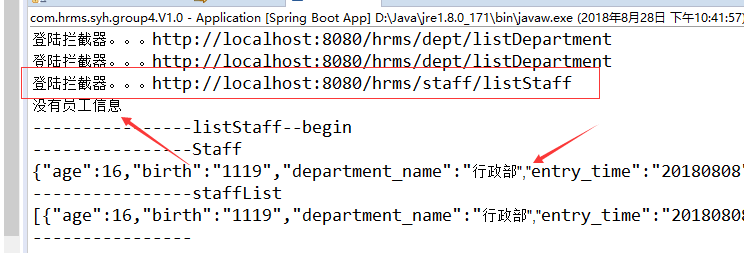 com.hrms.syh.group4.V1.0 - Application [Spring Boot App] D:\Java\jre1.8.0_171\bin\javaw.exe (2018年8月28日 下午10:41:57)
登陆拦截器。。。http://localhost:8080/hrms/dept/listDepartment
登陆拦截器。。。http://localhost:8080/hrms/dept/listDepartment
登陆拦截器。。。http://localhost:8080/hrms/staff/listStaff
没有员工信息
----------------listStaff--begin
----------------Staff
{"age":16,"birth":"1119","department_name":"行政部","entry_time":"20180808"
----------------staffList
[{"age":16,"birth":"1119","department_name":"行政部","entry_time":"2018080
----------------